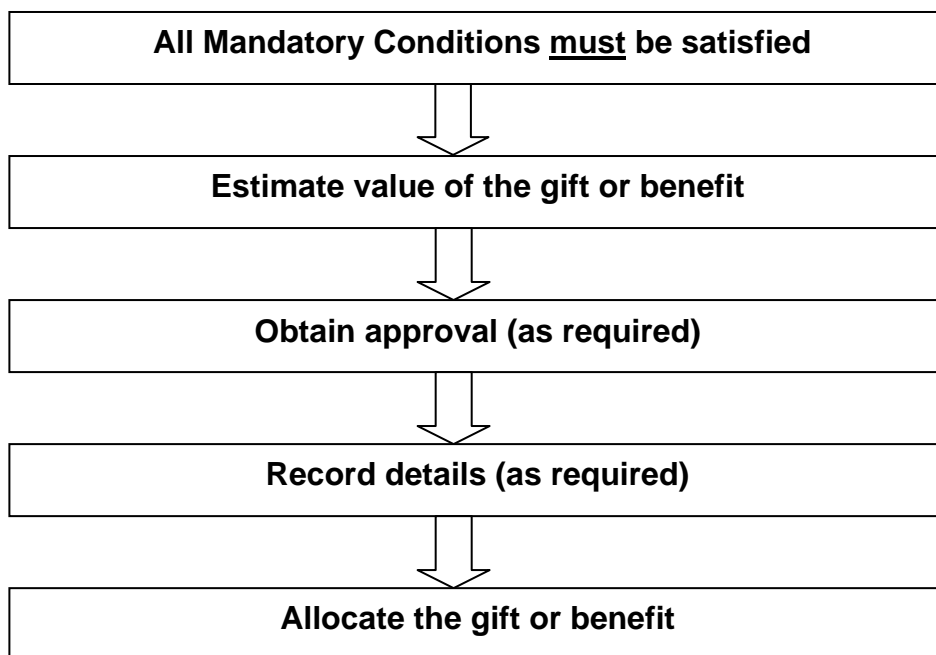 All Mandatory Conditions must be satisfied
Estimate value of the gift or benefit
Obtain approval (as required)
Record details (as required)
Allocate the gift or benefit